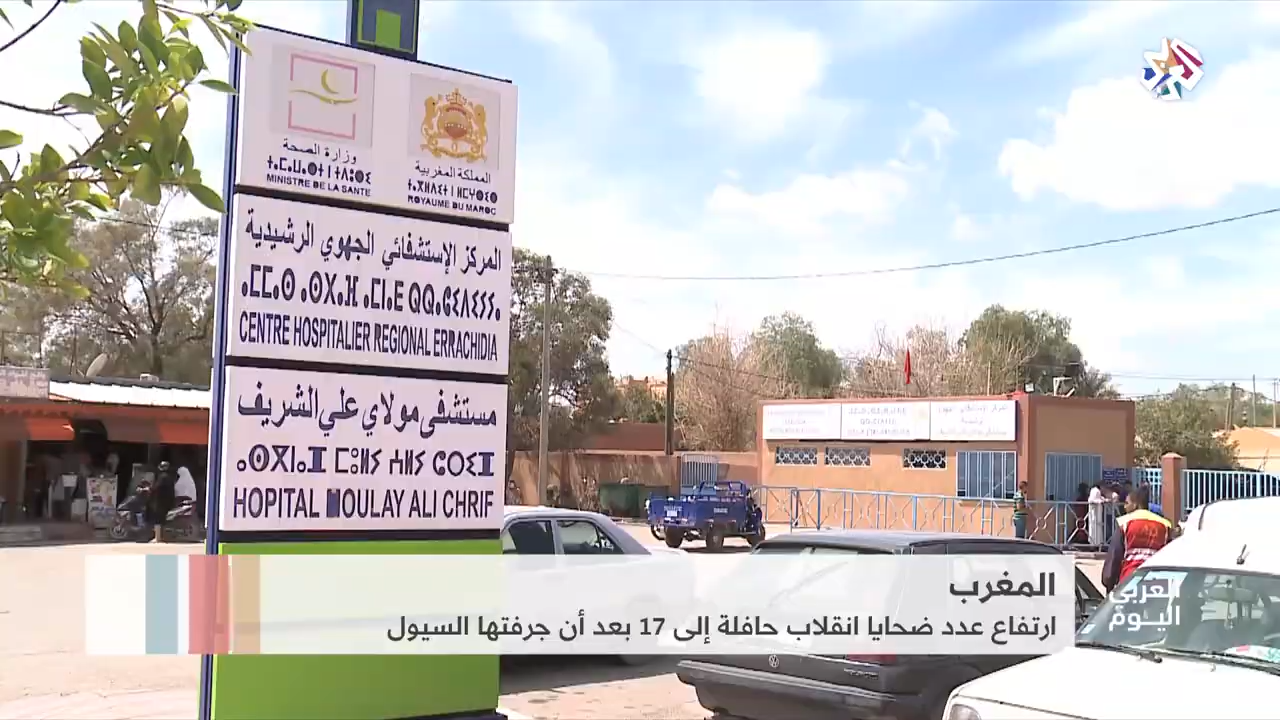 وزارة الصحة
ⵜⴰⵎⴰⵡⴰⵙⵜ ⵏ ⵜⴷⵓⵙⵉ
MINISTRE DE LA SANTE
المملكة المغربية
ⵜⴰⴳⵍⴷⵉⵜ ⵏ ⵍⵎⵖⵔⵉⴱ
ROYAUME DU MAROC
المركز الإستشفائي الجهوي الرشيدية
CENTRE HOSPITALIER REGIONAL ERRACHIDIA
مستشفى مولاي علي الشريف
HOPITAL MOULAY ALI CHRIF
المغرب
ارتفاع عدد ضحايا انقلاب حافلة إلى 17 بعد أن جرفتها السيول
العربي
اليوم